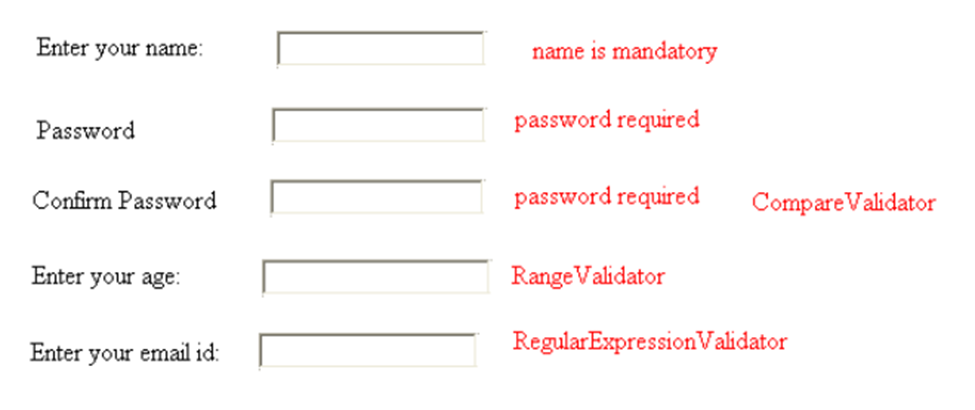 Enter your name: name is mandatory
Password password required
Confirm Password password required CompareValidator
Enter your age: RangeValidator
Enter your email id: RegularExpressionValidator